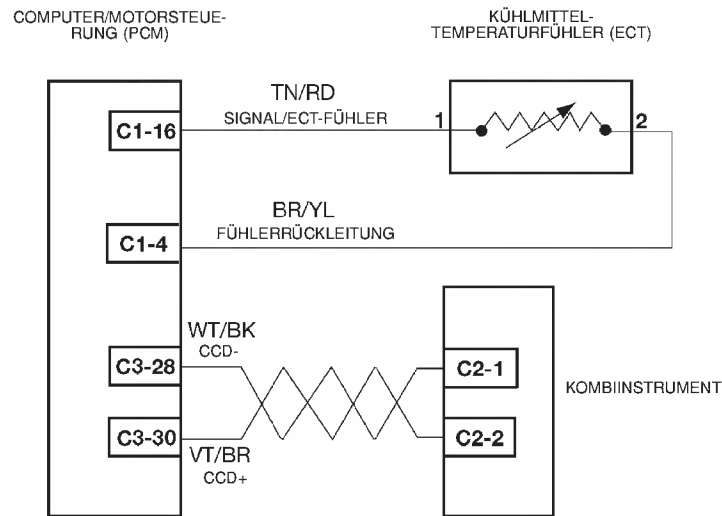 COMPUTER/MOTORSTEUE-
RUNG (PCM)
KÜHLMITTEL-
TEMPERATURFÜHLER (ECT)
TN/RD
C1-16
SIGNAL/ECT-FÜHLER
1
2
BR/YL
C1-4
FÜHLERRÜCKLEITUNG
WT/BK
CCD-
C3-28
C2-1
KOMBIINSTRUMENT
C3-30
C2-2
VT/BR
CCD+